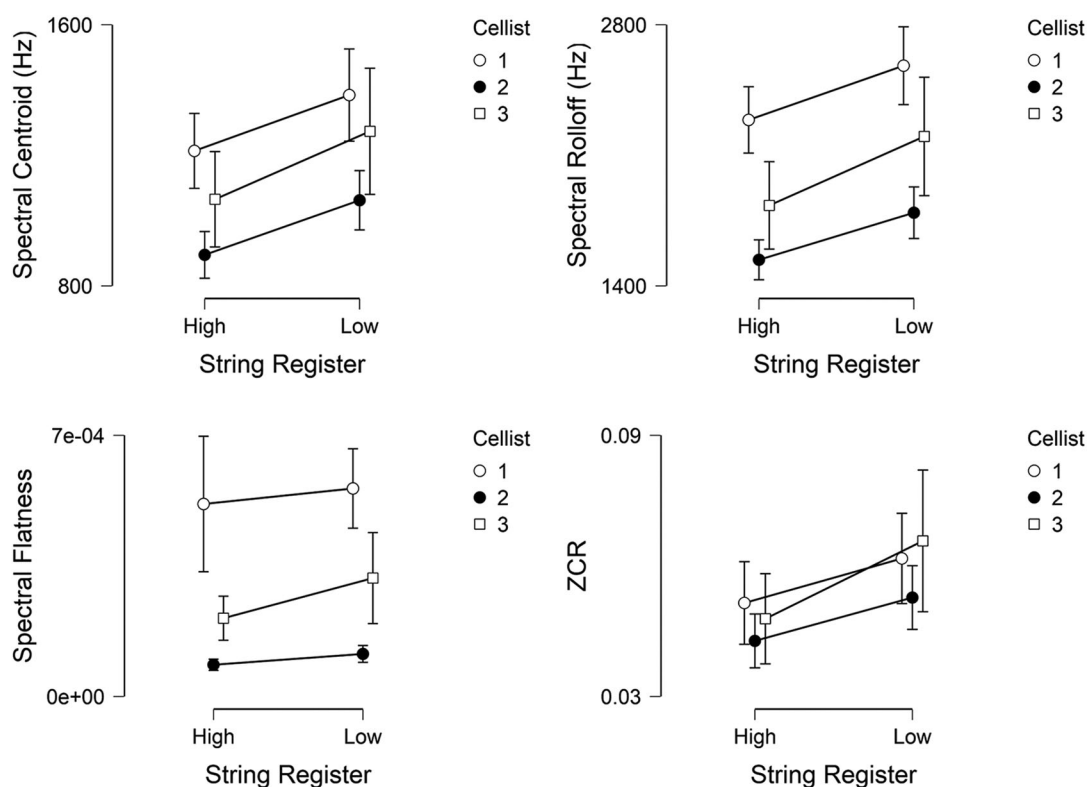 Spectral Centroid (Hz)
1600
800
High Low
String Register
Cellist
1
2
3
Spectral Rolloff (Hz)
2800
1400
High Low
String Register
Cellist
1
2
3
Spectral Flatness
7e-04
0e+00
High Low
String Register
Cellist
1
2
3
ZCR
0.09
0.03
High Low
String Register
Cellist
1
2
3